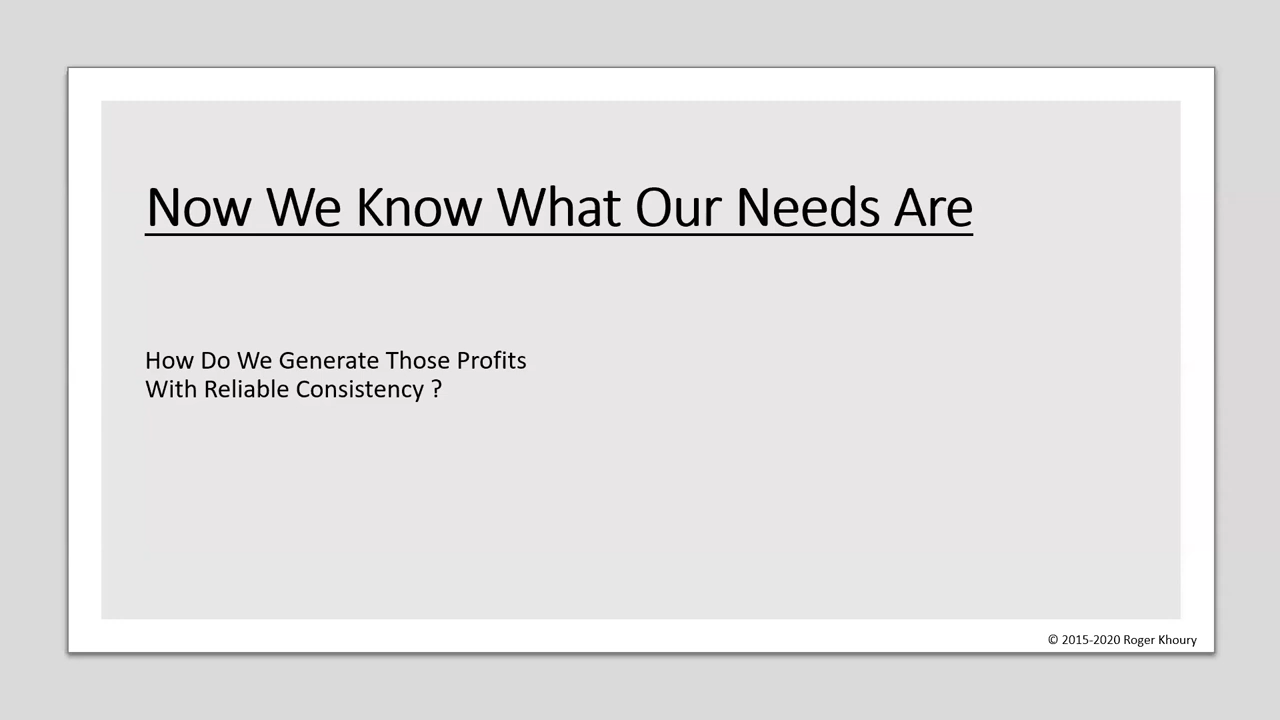 Now We Know What Our Needs Are
How Do We Generate Those Profits
With Reliable Consistency ?
© 2015-2020 Roger Khoury